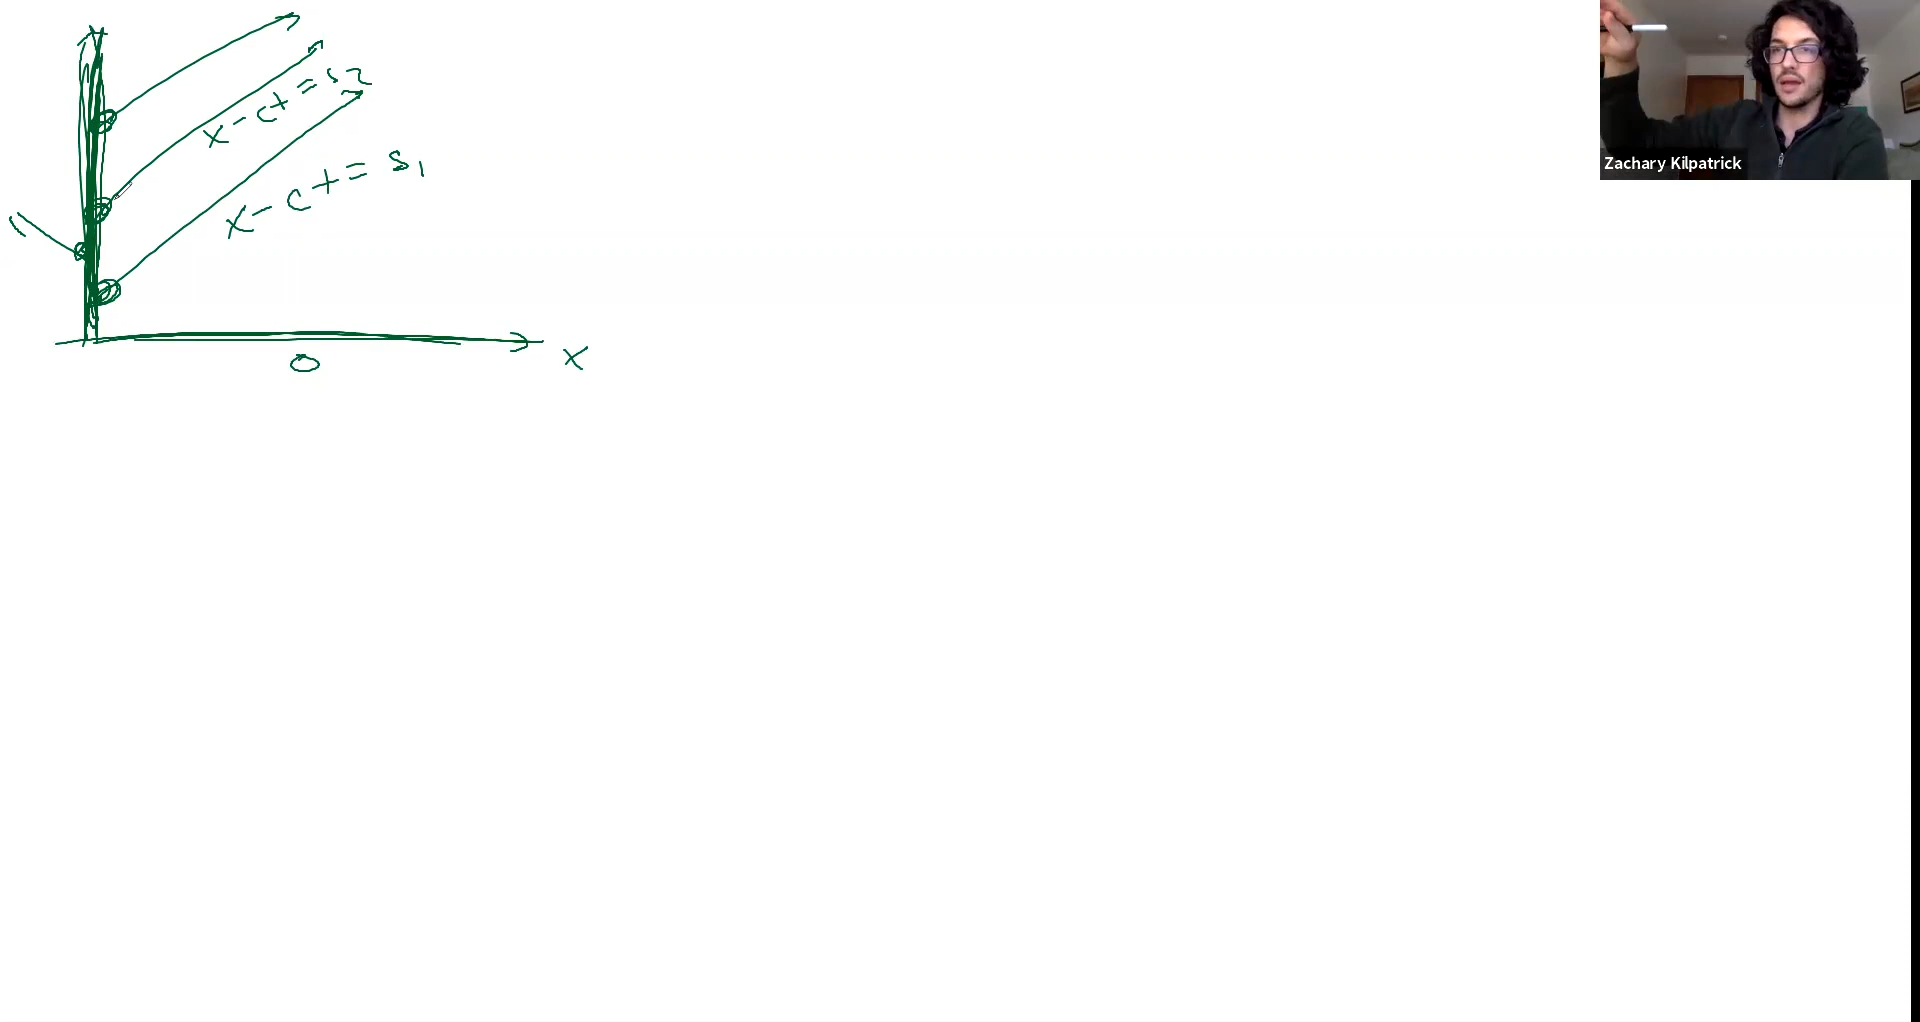 x - ct = s2
x - ct = s1
0
x
Zachary Kilpatrick